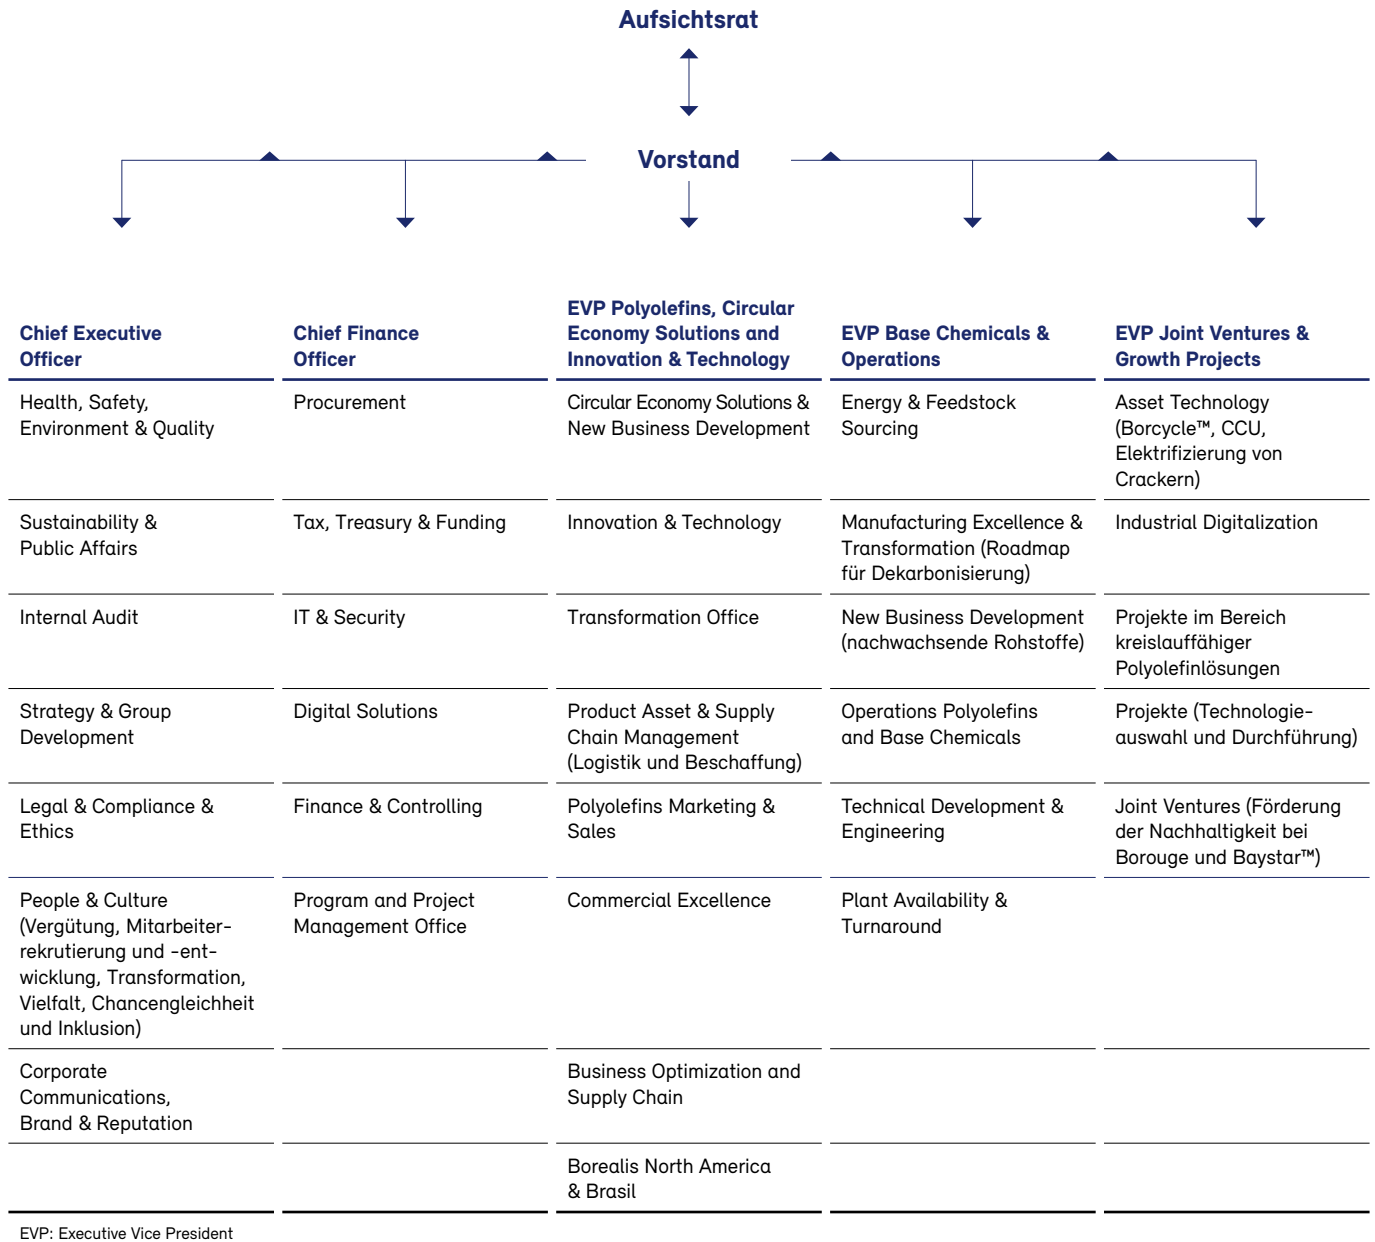 Aufsichtsrat
Vorstand
Chief Executive
Officer
Health, Safety,
Environment & Quality
Sustainability &
Public Affairs
Internal Audit
Strategy & Group
Development
Legal & Compliance &
Ethics
People & Culture
(Vergütung, Mitarbeiter-
rekrutierung und -ent-
wicklung, Transformation,
Vielfalt, Chancengleichheit
und Inklusion)
Corporate
Communications,
Brand & Reputation
Chief Finance
Officer
Procurement
Tax, Treasury & Funding
IT & Security
Digital Solutions
Finance & Controlling
Program and Project
Management Office
EVP Polyolefins, Circular
Economy Solutions and
Innovation & Technology
Circular Economy Solutions &
New Business Development
Innovation & Technology
Transformation Office
Product Asset & Supply
Chain Management
(Logistik und Beschaffung)
Polyolefins Marketing &
Sales
Commercial Excellence
Business Optimization and
Supply Chain
Borealis North America
& Brasil
EVP Base Chemicals &
Operations
Energy & Feedstock
Sourcing
Manufacturing Excellence &
Transformation (Roadmap
für Dekarbonisierung)
New Business Development
(nachwachsende Rohstoffe)
Operations Polyolefins
and Base Chemicals
Technical Development &
Engineering
Plant Availability &
Turnaround
EVP Joint Ventures &
Growth Projects
Asset Technology
(Borcycle™, CCU,
Elektrifizierung von
Crackern)
Industrial Digitalization
Projekte im Bereich
kreislauffähiger
Polyolefinlösungen
Projekte (Technologie-
auswahl und Durchführung)
Joint Ventures (Förderung
der Nachhaltigkeit bei
Borouge und Baystar™)
EVP: Executive Vice President